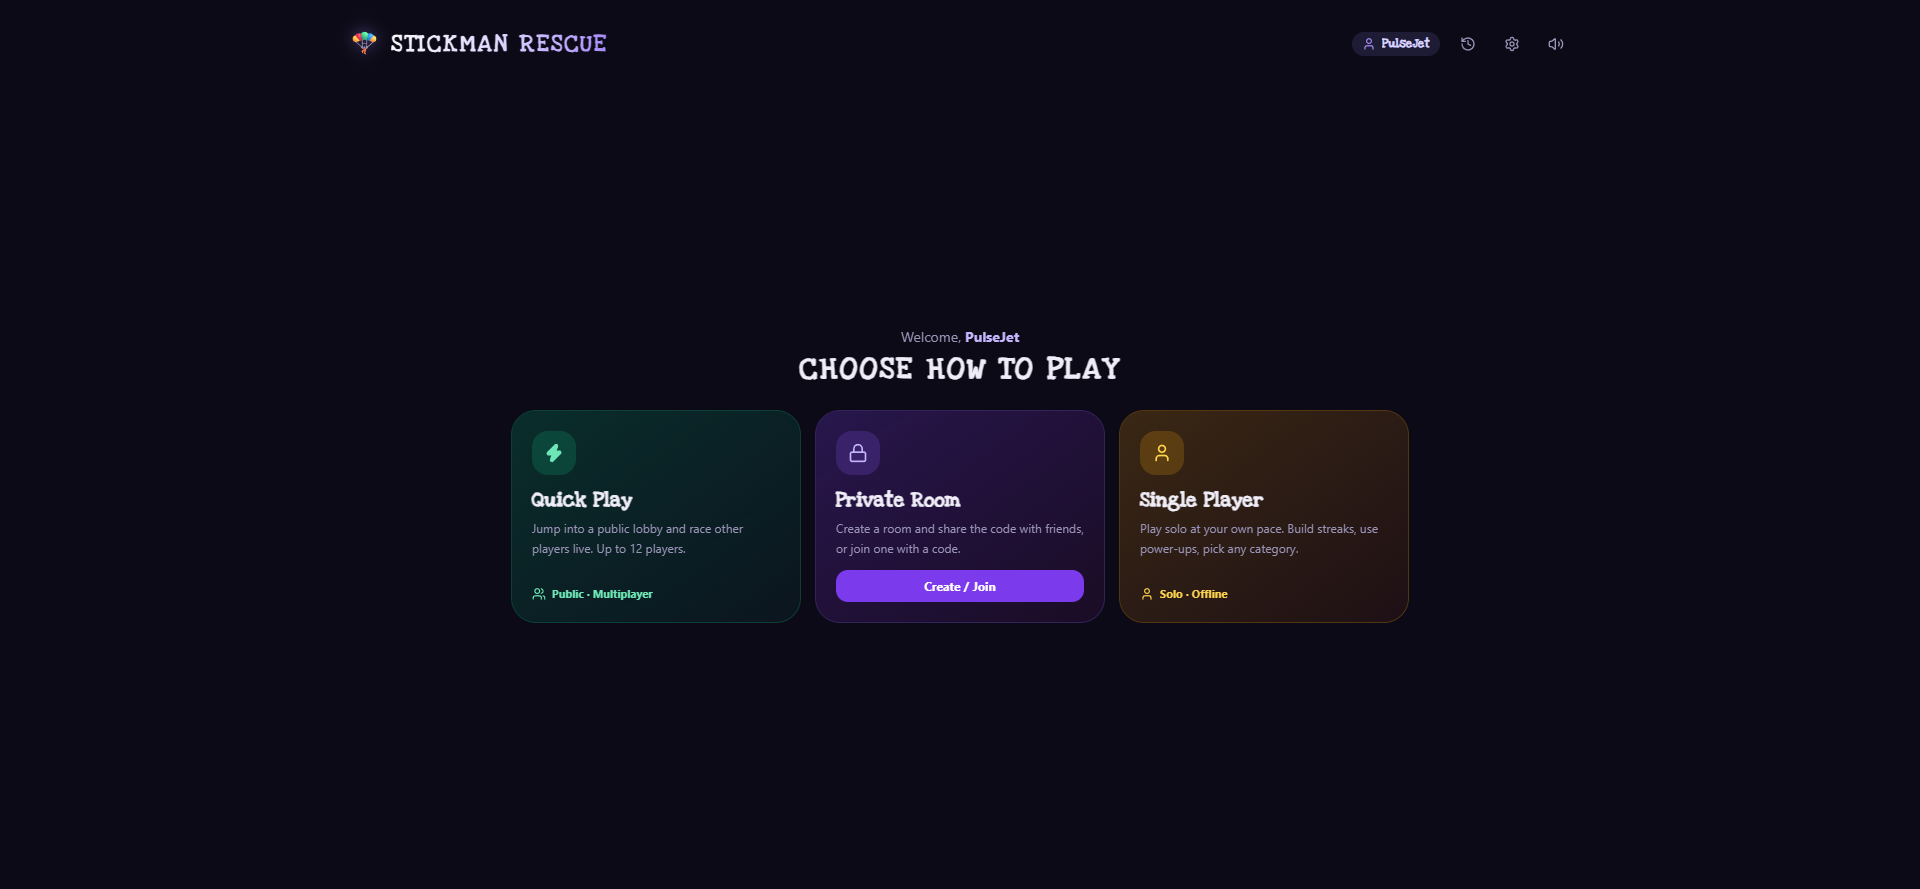 STICKMAN RESCUE
PulseJet
Welcome, PulseJet
CHOOSE HOW TO PLAY
Quick Play
Jump into a public lobby and race other
players live. Up to 12 players.
Public · Multiplayer
Private Room
Create a room and share the code with friends,
or join one with a code.
Create / Join
Single Player
Play solo at your own pace. Build streaks, use
power-ups, pick any category.
Solo · Offline